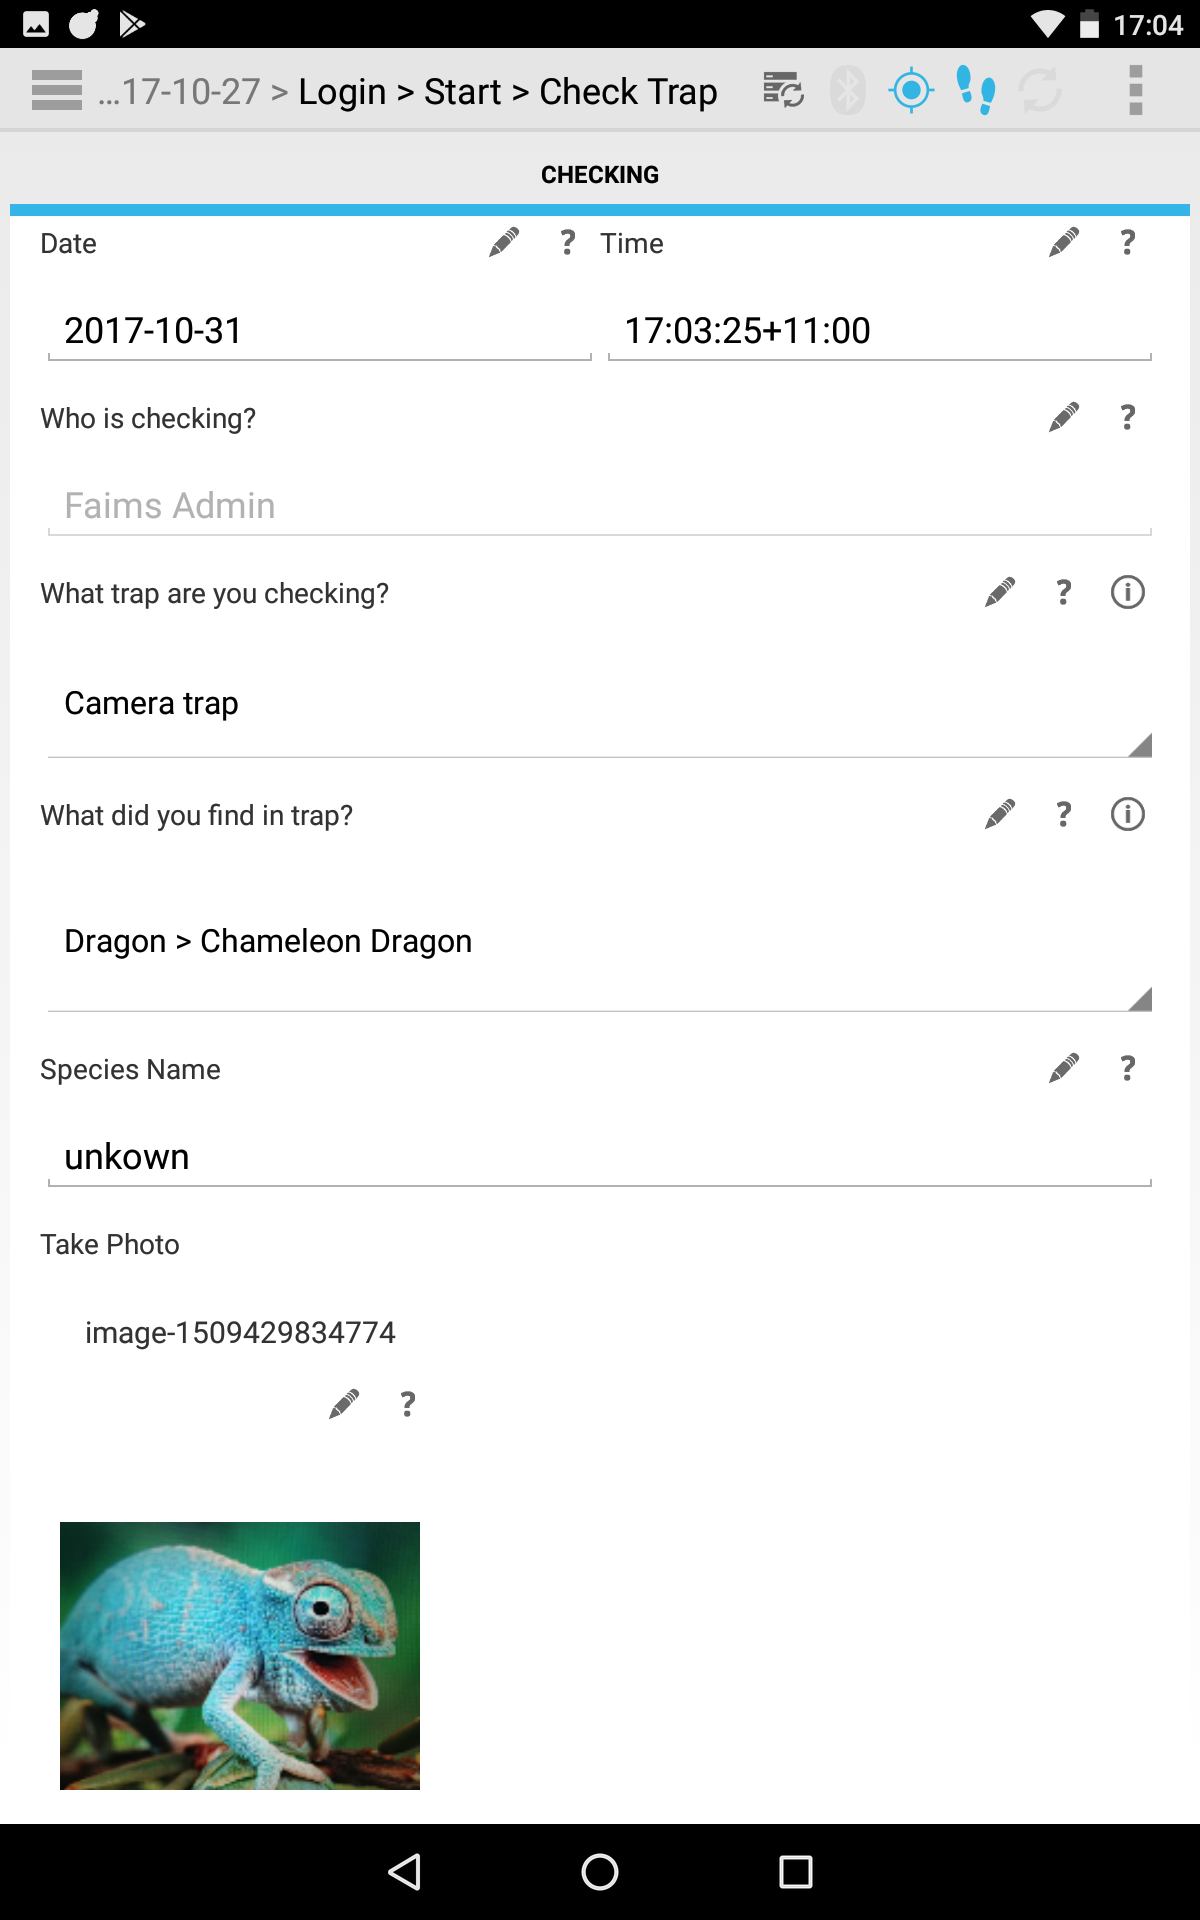 17:04
...17-10-27 > Login > Start > Check Trap
CHECKING
Date ? Time ?
2017-10-31 17:03:25+11:00
Who is checking? ?
Faims Admin
What trap are you checking? ? i
Camera trap
What did you find in trap? ? i
Dragon > Chameleon Dragon
Species Name ?
unkown
Take Photo
image-1509429834774
?